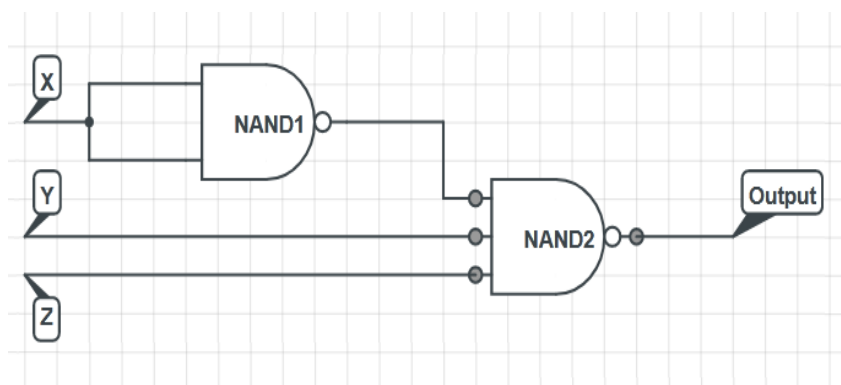 X
NAND1
Y
Output
NAND2
Z